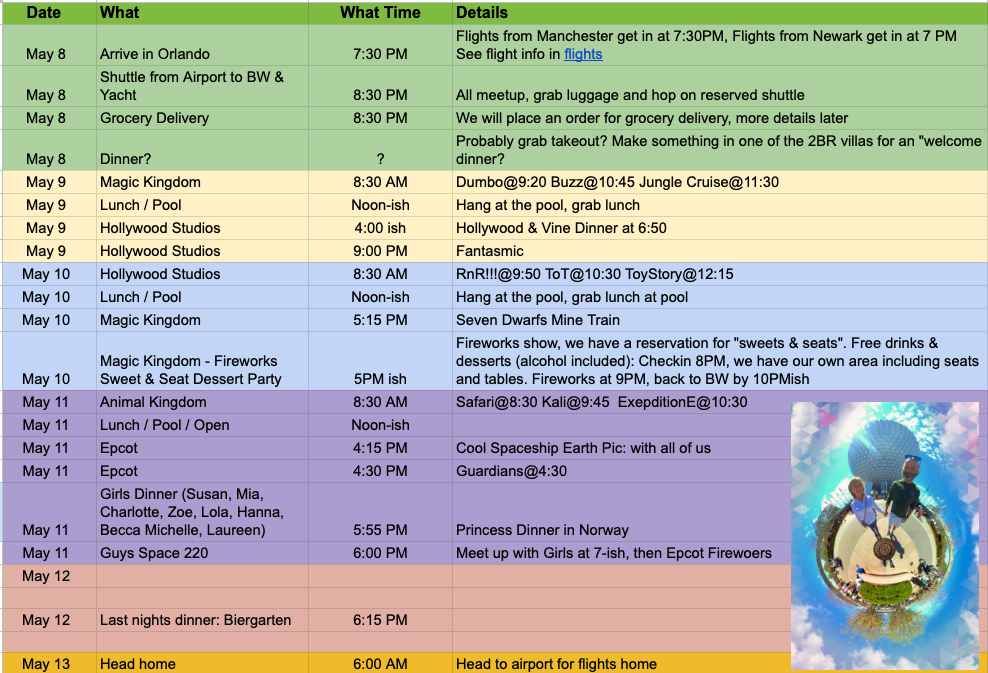 Date What What Time Details
Flights from Manchester get in at 7:30PM, Flights from Newark get in at 7 PM
May 8 Arrive in Orlando 7:30 PM See flight info in flights
Shuttle from Airport to BW &
May 8 Yacht 8:30 PM All meetup, grab luggage and hop on reserved shuttle
May 8 Grocery Delivery 8:30 PM We will place an order for grocery delivery, more details later
Probably grab takeout? Make something in one of the 2BR villas for an "welcome
May 8 Dinner? ? dinner?
May 9 Magic Kingdom 8:30 AM Dumbo@9:20 Buzz@10:45 Jungle Cruise@11:30
May 9 Lunch / Pool Noon-ish Hang at the pool, grab lunch
May 9 Hollywood Studios 4:00 ish Hollywood & Vine Dinner at 6:50
May 9 Hollywood Studios 9:00 PM Fantasmic
May 10 Hollywood Studios 8:30 AM RnR!!!@9:50 ToT@10:30 ToyStory@12:15
May 10 Lunch / Pool Noon-ish Hang at the pool, grab lunch at pool
May 10 Magic Kingdom 5:15 PM Seven Dwarfs Mine Train
Fireworks show, we have a reservation for "sweets & seats". Free drinks &
Magic Kingdom - Fireworks desserts (alcohol included): Checkin 8PM, we have our own area including seats
May 10 Sweet & Seat Dessert Party 5PM ish and tables. Fireworks at 9PM, back to BW by 10PMish
May 11 Animal Kingdom 8:30 AM Safari@8:30 Kali@9:45 ExepditionE@10:30
May 11 Lunch / Pool / Open Noon-ish
May 11 Epcot 4:15 PM Cool Spaceship Earth Pic: with all of us
May 11 Epcot 4:30 PM Guardians@4:30
Girls Dinner (Susan, Mia,
Charlotte, Zoe, Lola, Hanna,
May 11 Becca Michelle, Laureen) 5:55 PM Princess Dinner in Norway
May 11 Guys Space 220 6:00 PM Meet up with Girls at 7-ish, then Epcot Firewoers
May 12
May 12 Last nights dinner: Biergarten 6:15 PM
May 13 Head home 6:00 AM Head to airport for flights home